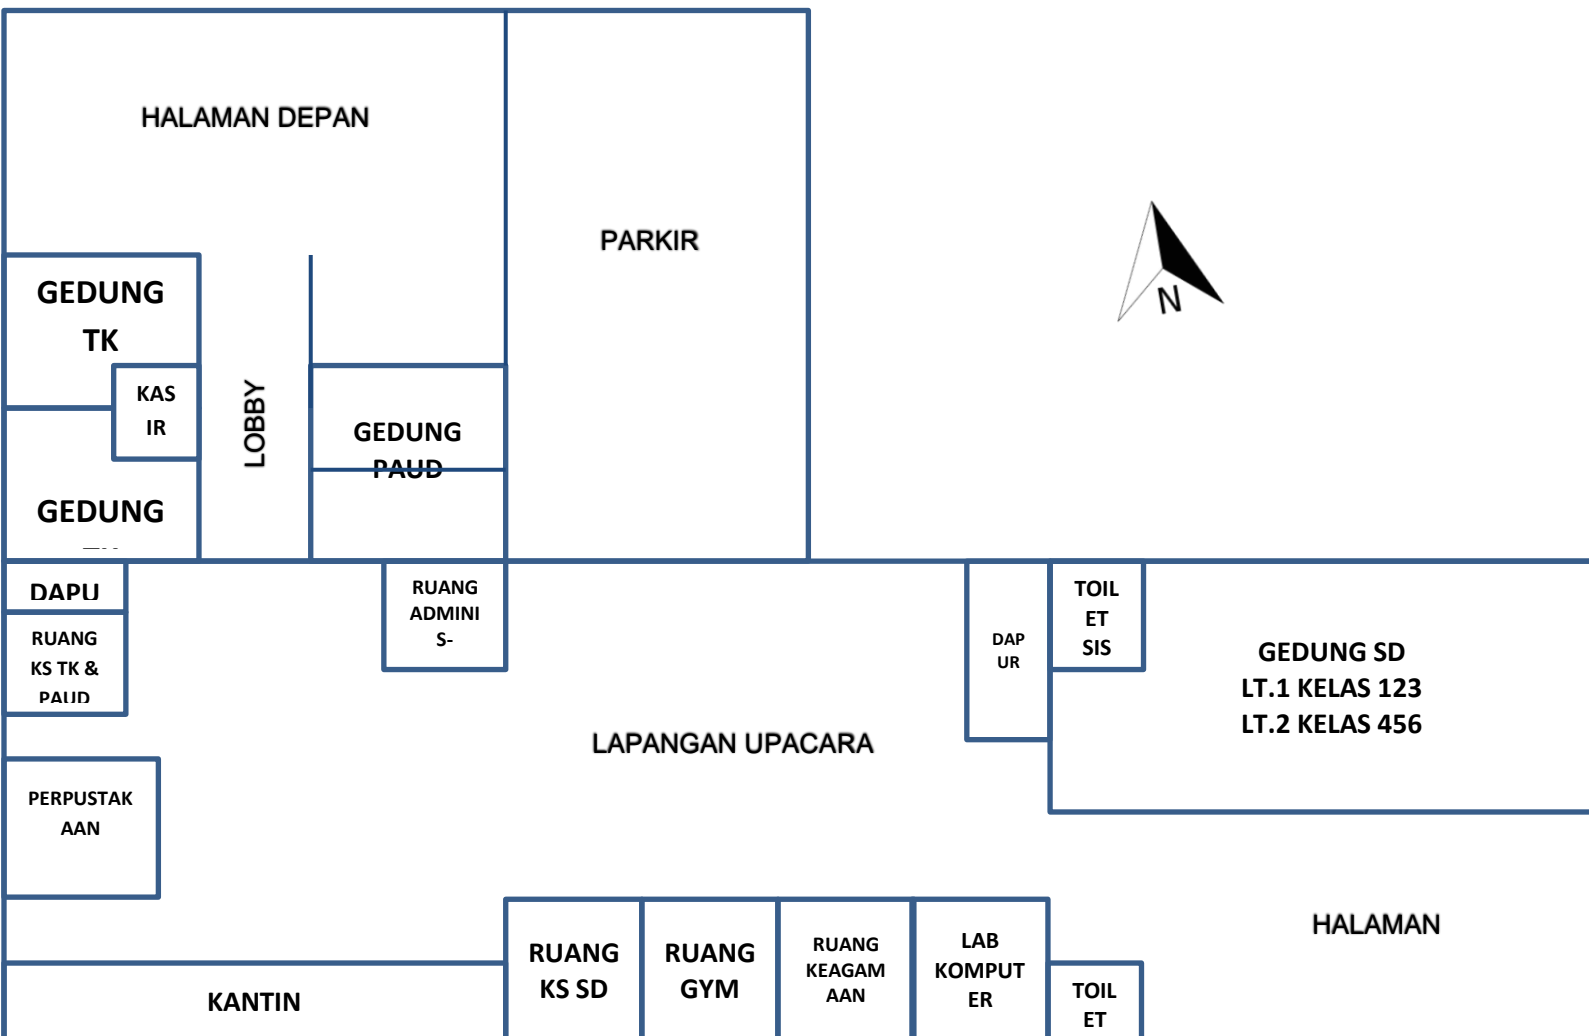 HALAMAN DEPAN
PARKIR
N
GEDUNG
TK
KAS
IR
LOBBY
GEDUNG
PAUD
GEDUNG
DAPU
RUANG
KS TK &
PAUD
RUANG
ADMINI
S-
DAP
UR
TOIL
ET
SIS
GEDUNG SD
LT.1 KELAS 123
LT.2 KELAS 456
LAPANGAN UPACARA
PERPUSTAK
AAN
HALAMAN
KANTIN
RUANG
KS SD
RUANG
GYM
RUANG
KEAGAM
AAN
LAB
KOMPUT
ER
TOIL
ET